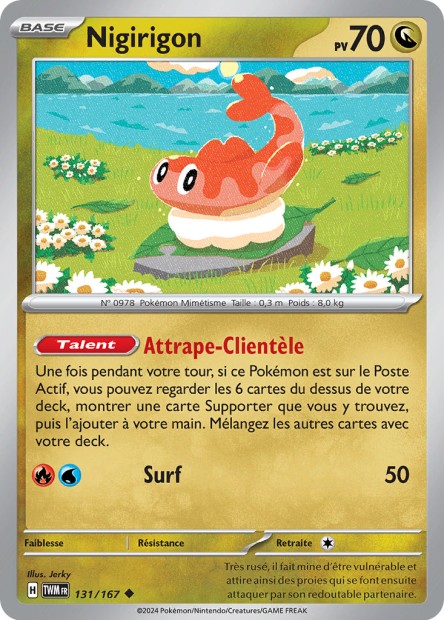 BASE
Nigirigon
PV 70
N° 0978 Pokémon Mimétisme Taille : 0,3 m Poids : 8,0 kg
Talent Attrape-Clientèle
Une fois pendant votre tour, si ce Pokémon est sur le Poste
Actif, vous pouvez regarder les 6 cartes du dessus de votre
deck, montrer une carte Supporter que vous y trouvez,
puis l'ajouter à votre main. Mélangez les autres cartes avec
votre deck.
Surf 50
Faiblesse Résistance Retraite
Illus. Jerky
H TWM FR 131/167
Très rusé, il fait mine d'être vulnérable et
attire ainsi des proies qui se font ensuite
attaquer par son redoutable partenaire.
©2024 Pokémon/Nintendo/Creatures/GAME FREAK